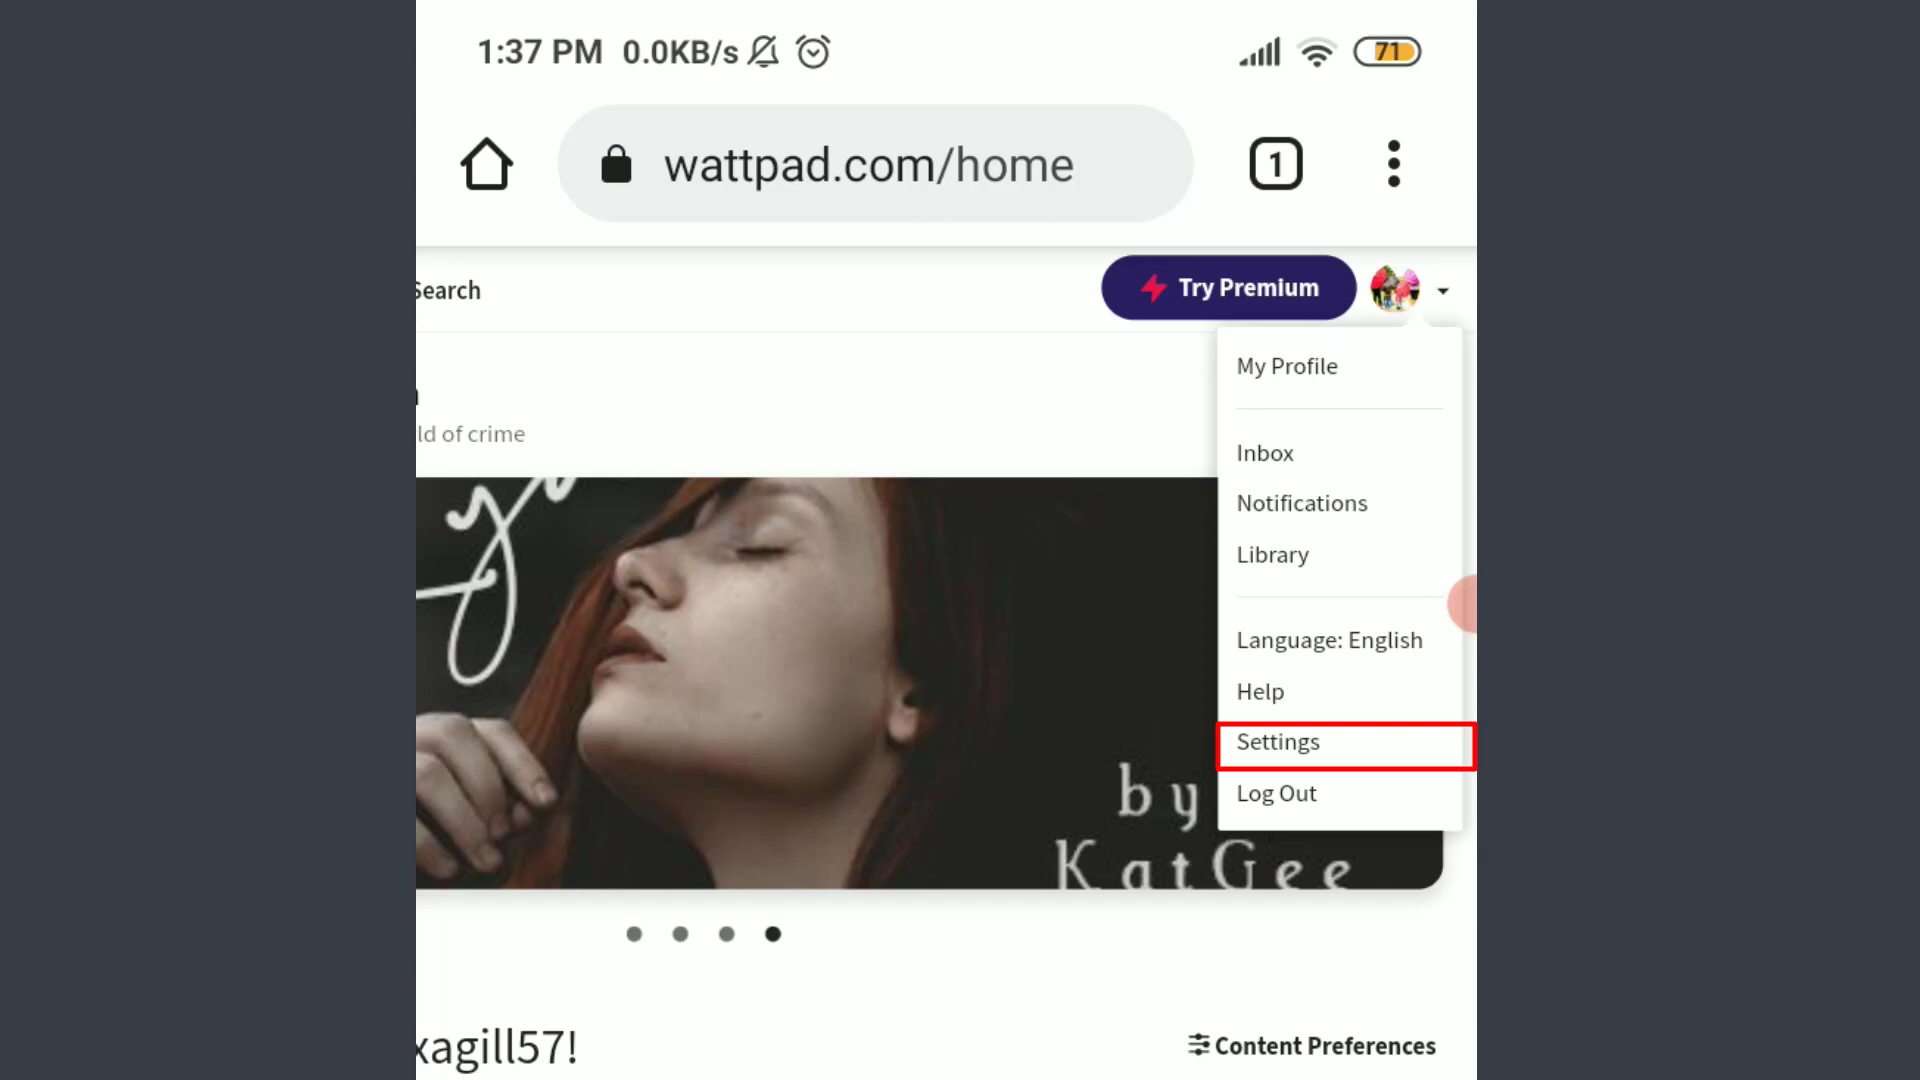 1:37 PM 0.0KB/s 71
wattpad.com/home 1
Search
Try Premium
My Profile
ld of crime
Inbox
Notifications
Library
Language: English
Help
Settings
Log Out
yo
by
KatGee
xagill57!
Content Preferences